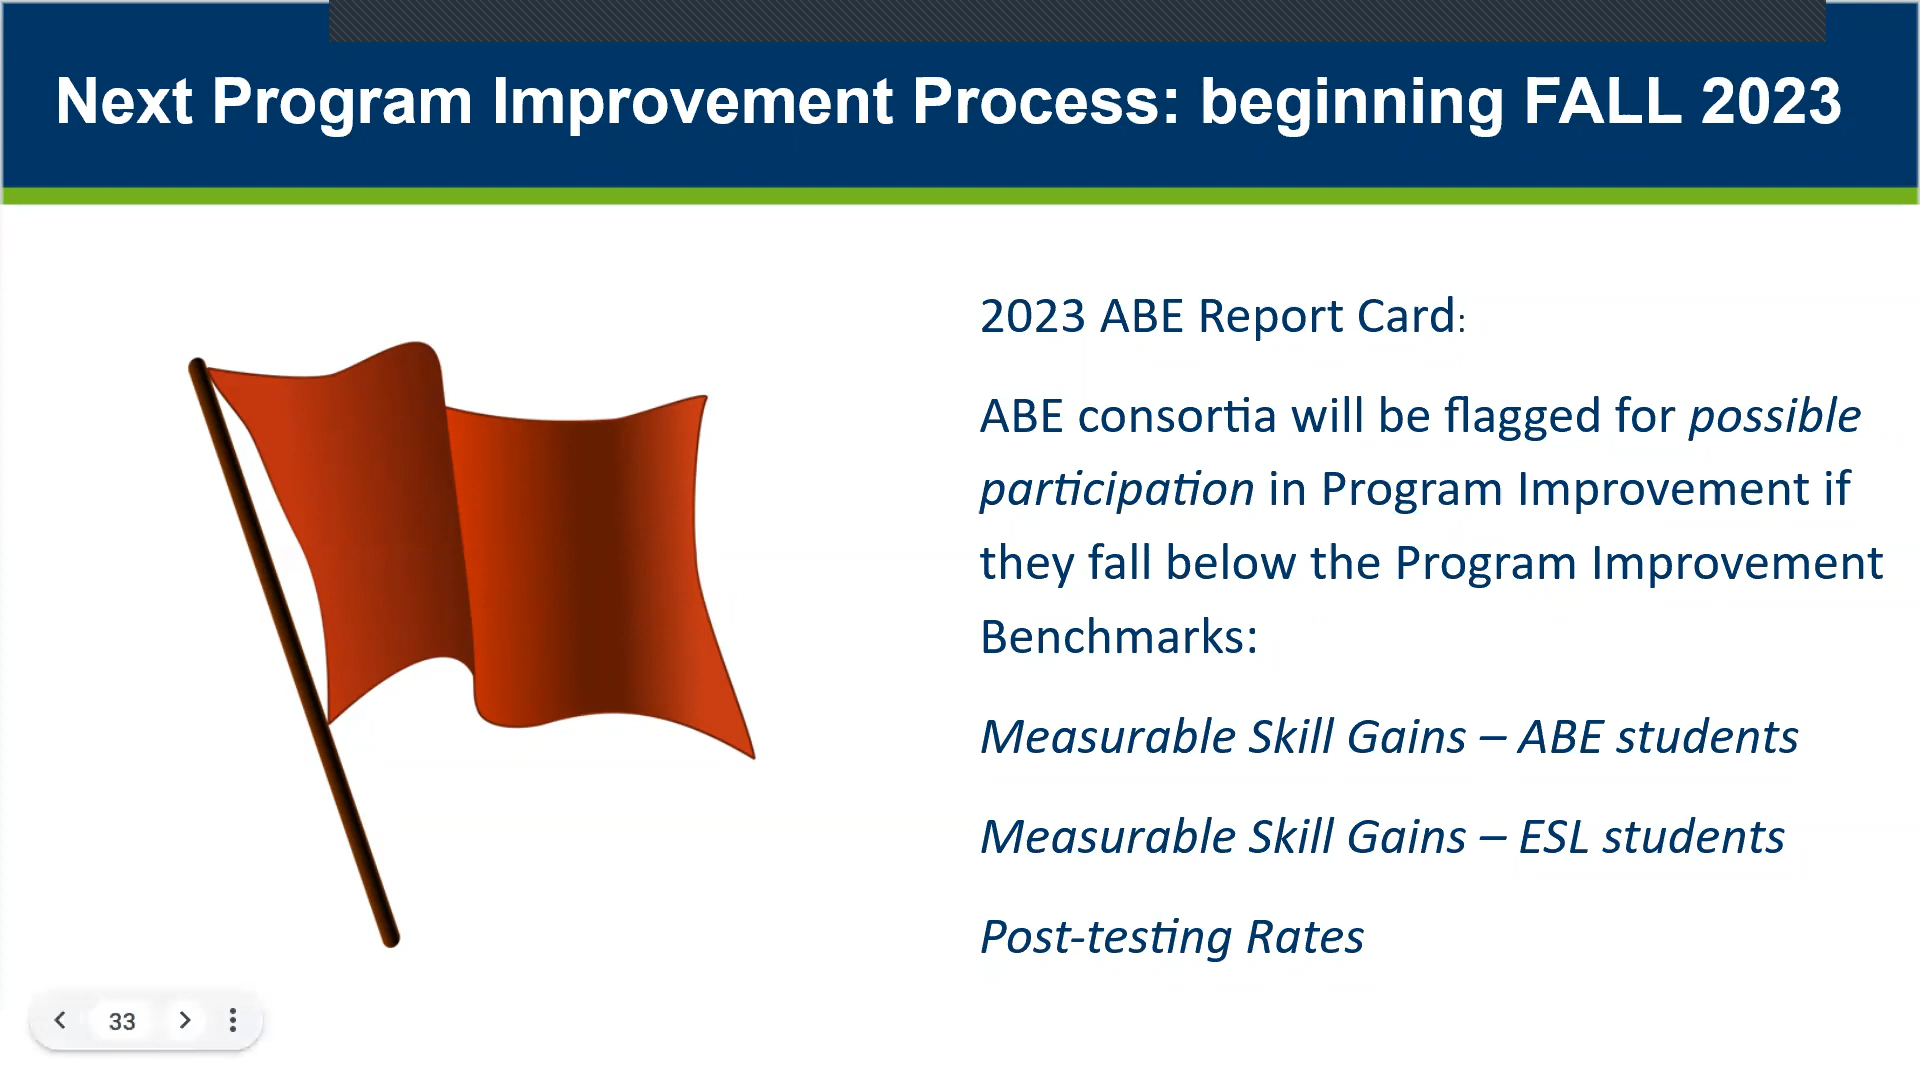 Next Program Improvement Process: beginning FALL 2023
2023 ABE Report Card:
ABE consortia will be flagged for possible
participation in Program Improvement if
they fall below the Program Improvement
Benchmarks:
Measurable Skill Gains – ABE students
Measurable Skill Gains – ESL students
Post-testing Rates
33